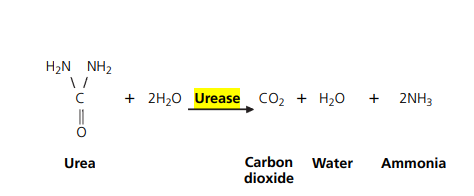 H₂N NH₂
\ /
C + 2H₂O Urease CO₂ + H₂O + 2NH₃
||
O
Urea Carbon dioxide Water Ammonia